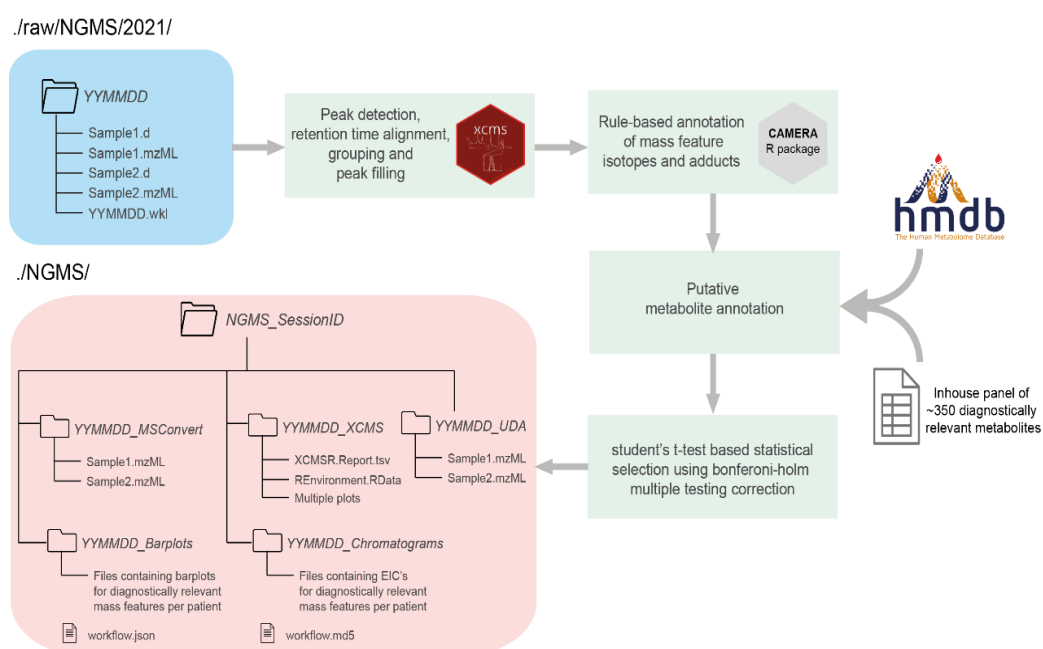 ./raw/NGMS/2021/
YYMMDD
Sample1.d
Sample1.mzML
Sample2.d
Sample2.mzML
YYMMDD.wkl
Peak detection,
retention time alignment,
grouping and
peak filling
xcms
Rule-based annotation
of mass feature
isotopes and adducts
CAMERA
R package
hmdb
The Human Metabolome Database
Putative
metabolite annotation
Inhouse panel of
~350 diagnostically
relevant metabolites
student's t-test based statistical
selection using bonferoni-holm
multiple testing correction
./NGMS/
NGMS_SessionID
YYMMDD_MSConvert
Sample1.mzML
Sample2.mzML
YYMMDD_XCMS
XCMSR.Report.tsv
REnvironment.RData
Multiple plots
YYMMDD_UDA
Sample1.mzML
Sample2.mzML
YYMMDD_Barplots
Files containing barplots
for diagnostically relevant
mass features per patient
YYMMDD_Chromatograms
Files containing EIC's
for diagnostically relevant
mass features per patient
workflow.json
workflow.md5